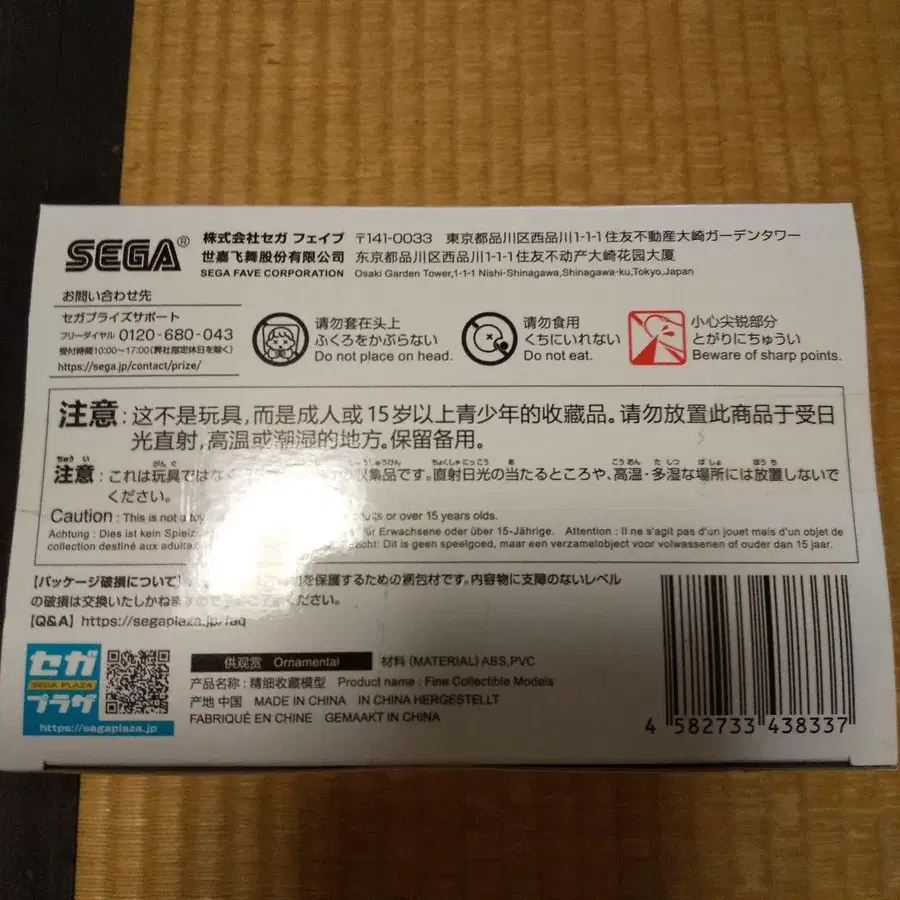 SEGA®
株式会社セガ フェイブ 〒141-0033 東京都品川区西品川1-1-1住友不動産大崎ガーデンタワー
世嘉飞舞股份有限公司 东京都品川区西品川1-1-1住友不动产大崎花园大厦
SEGA FAVE CORPORATION Osaki Garden Tower,1-1-1 Nishi-Shinagawa,Shinagawa-ku,Tokyo,Japan
お問い合わせ先
セガプライズサポート
フリーダイヤル 0120-680-043
受付時間10:00~17:00(弊社指定休日を除く)
https://sega.jp/contact/prize/
请勿套在头上
ふくろをかぶらない
Do not place on head.
请勿食用
くちにいれない
Do not eat.
小心尖锐部分
とがりにちゅうい
Beware of sharp points.
注意:这不是玩具,而是成人或15岁以上青少年的收藏品。请勿放置此商品于受日
光直射,高温或潮湿的地方。保留备用。
注意:これは玩具ではなく 収集品です。直射日光の当たるところや、高温・多湿な場所には放置しないで
ください。
Caution : This is not a toy or over 15 years olds.
Achtung : Dies ist kein für Erwachsene oder über 15-Jährige. Attention : Il ne s'agit pas d'un jouet mais d'un objet de
collection destiné aux Dit is geen speelgoed, maar een verzamelobject voor volwassenen of ouder dan 15 jaar.
【パッケージ破損について】 を保護するための梱包材です。内容物に支障のないレベル
の破損は交換いたしかねます ください。
【Q&A】https://segaplaza.jp/faq
セガ
SEGA PLAZA
プラザ
https://segaplaza.jp
供观赏 Ornamental 材料(MATERIAL)ABS,PVC
产品名称:精细收藏模型 Product name : Fine Collectible Models
产地 中国 MADE IN CHINA IN CHINA HERGESTELLT
FABRIQUÉ EN CHINE GEMAAKT IN CHINA
4 582733 438337